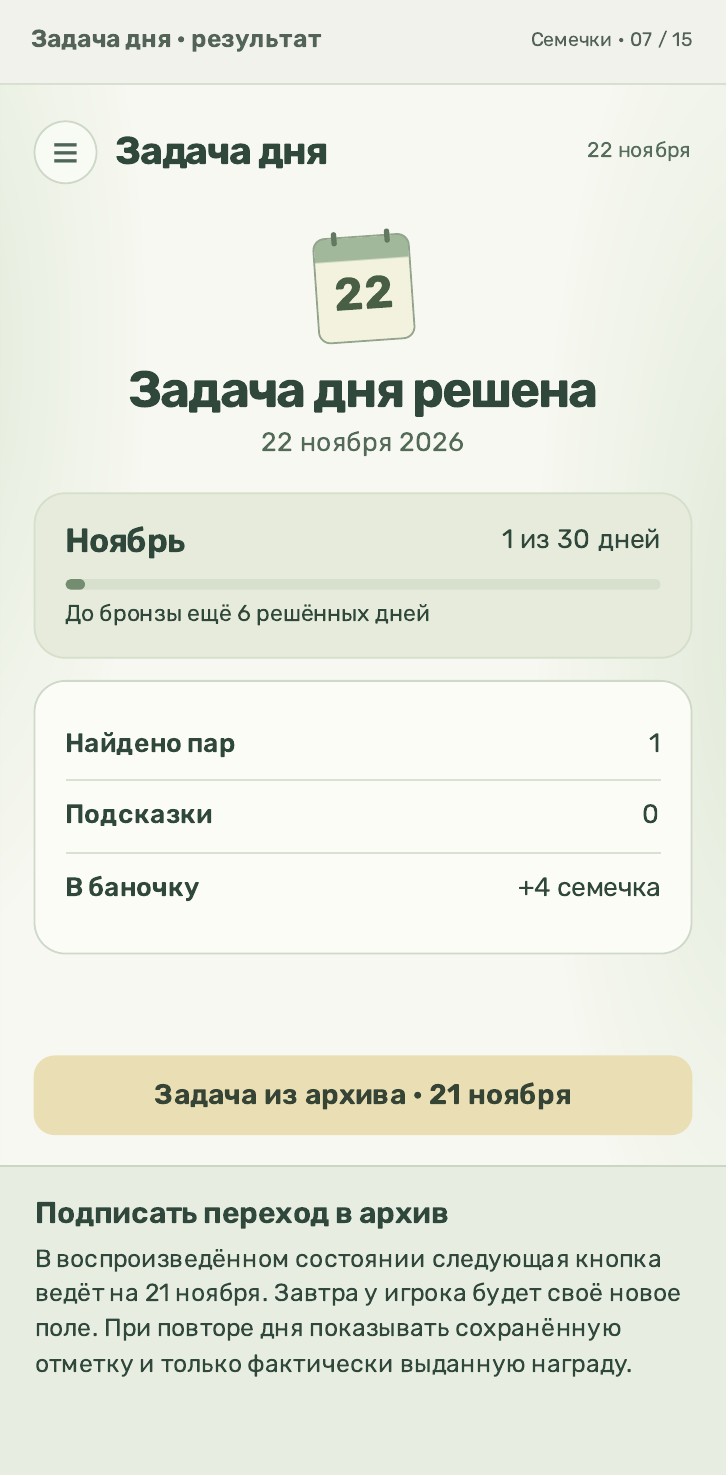 Задача дня • результат
Семечки • 07 / 15
Задача дня
22 ноября
22
Задача дня решена
22 ноября 2026
Ноябрь
1 из 30 дней
До бронзы ещё 6 решённых дней
Найдено пар
1
Подсказки
0
В баночку
+4 семечка
Задача из архива • 21 ноября
Подписать переход в архив
В воспроизведённом состоянии следующая кнопка
ведёт на 21 ноября. Завтра у игрока будет своё новое
поле. При повторе дня показывать сохранённую
отметку и только фактически выданную награду.